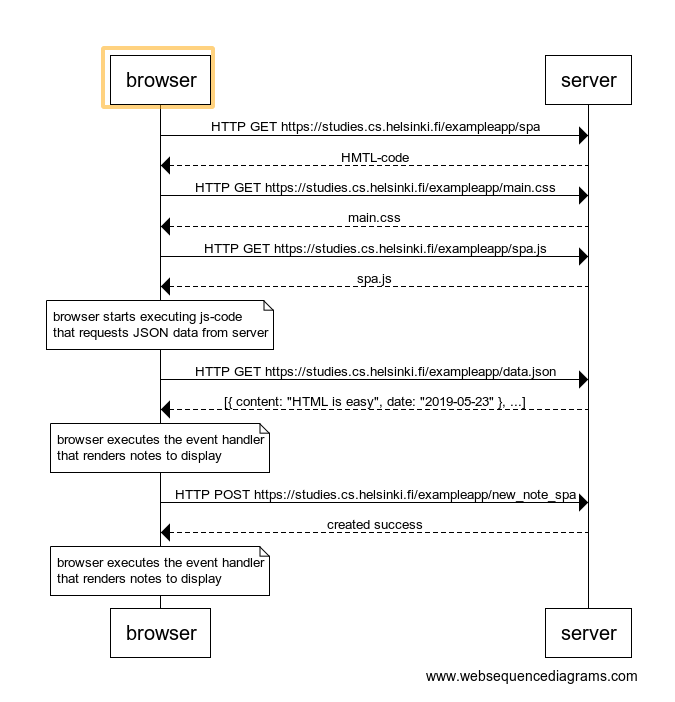 browser
server
HTTP GET https://studies.cs.helsinki.fi/exampleapp/spa
HMTL-code
HTTP GET https://studies.cs.helsinki.fi/exampleapp/main.css
main.css
HTTP GET https://studies.cs.helsinki.fi/exampleapp/spa.js
spa.js
browser starts executing js-code
that requests JSON data from server
HTTP GET https://studies.cs.helsinki.fi/exampleapp/data.json
[{ content: "HTML is easy", date: "2019-05-23" }, ...]
browser executes the event handler
that renders notes to display
HTTP POST https://studies.cs.helsinki.fi/exampleapp/new_note_spa
created success
browser executes the event handler
that renders notes to display
browser
server
www.websequencediagrams.com